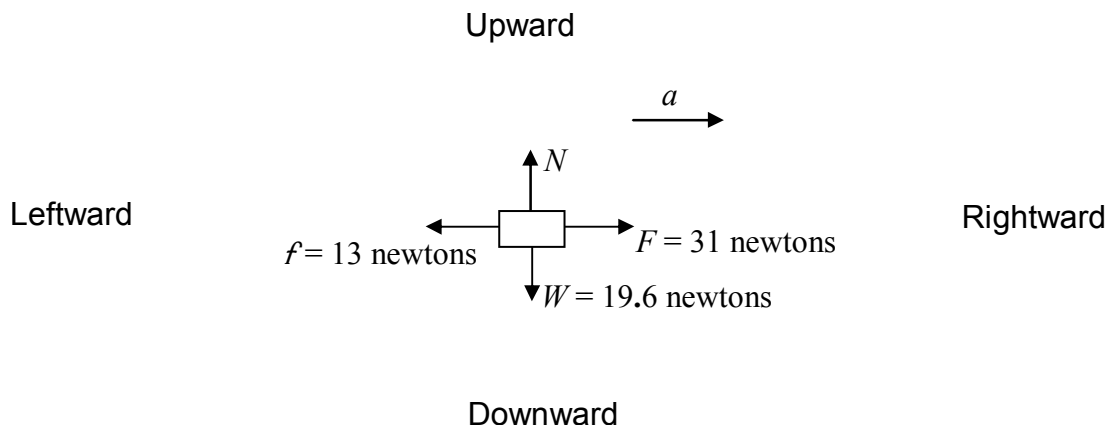 Upward
a
N
Leftward
Rightward
f = 13 newtons
F = 31 newtons
W = 19.6 newtons
Downward